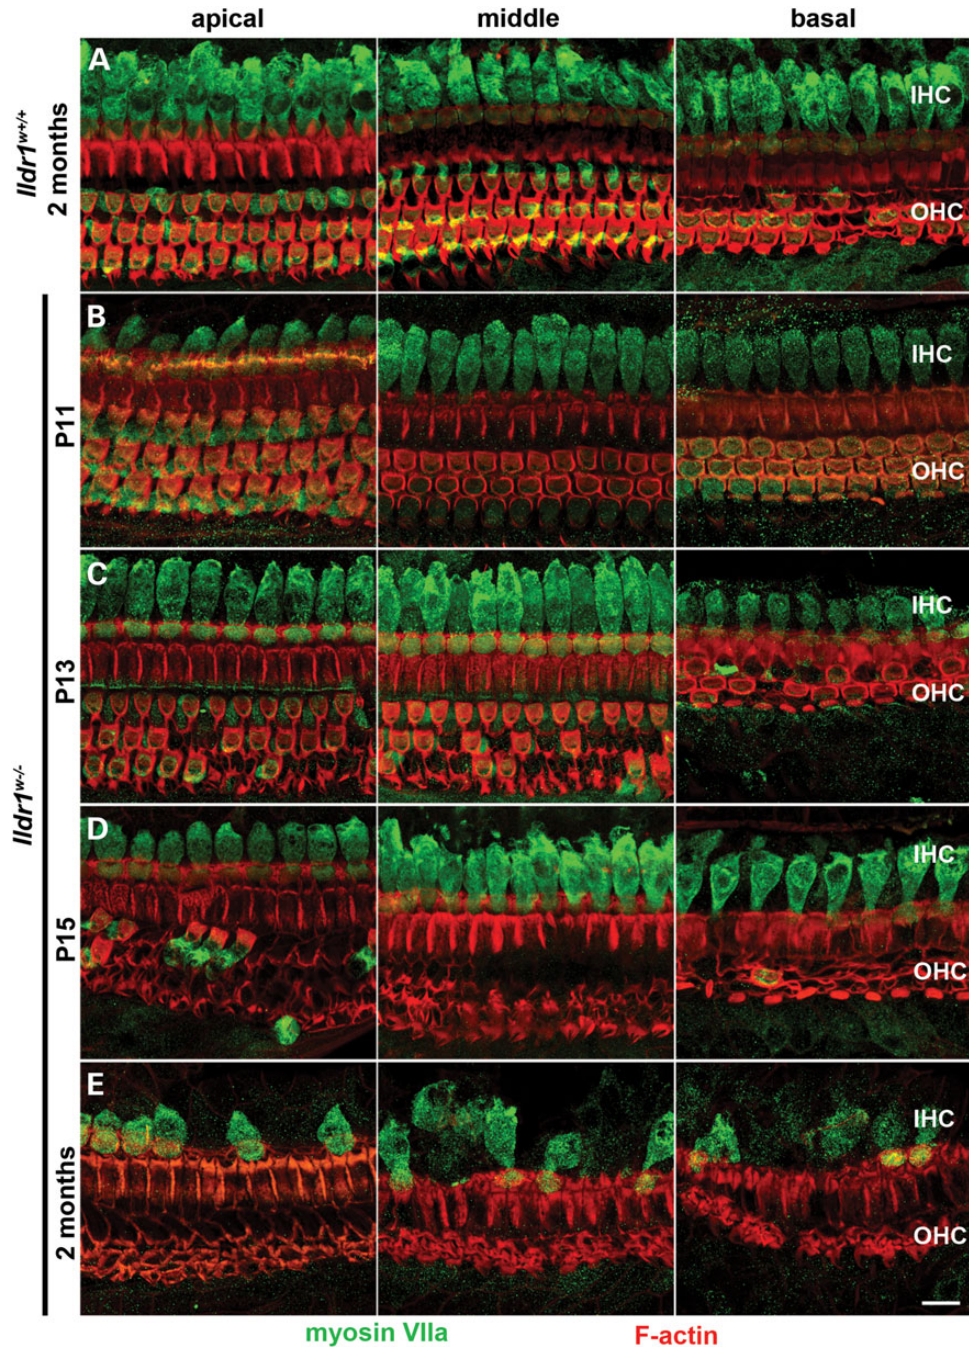 apical middle basal
A
Ildr1w+/+
2 months
IHC
OHC
B
P11
IHC
OHC
C
P13
IHC
OHC
Ildr1w-/-
D
P15
IHC
OHC
E
2 months
IHC
OHC
myosin VIIa F-actin